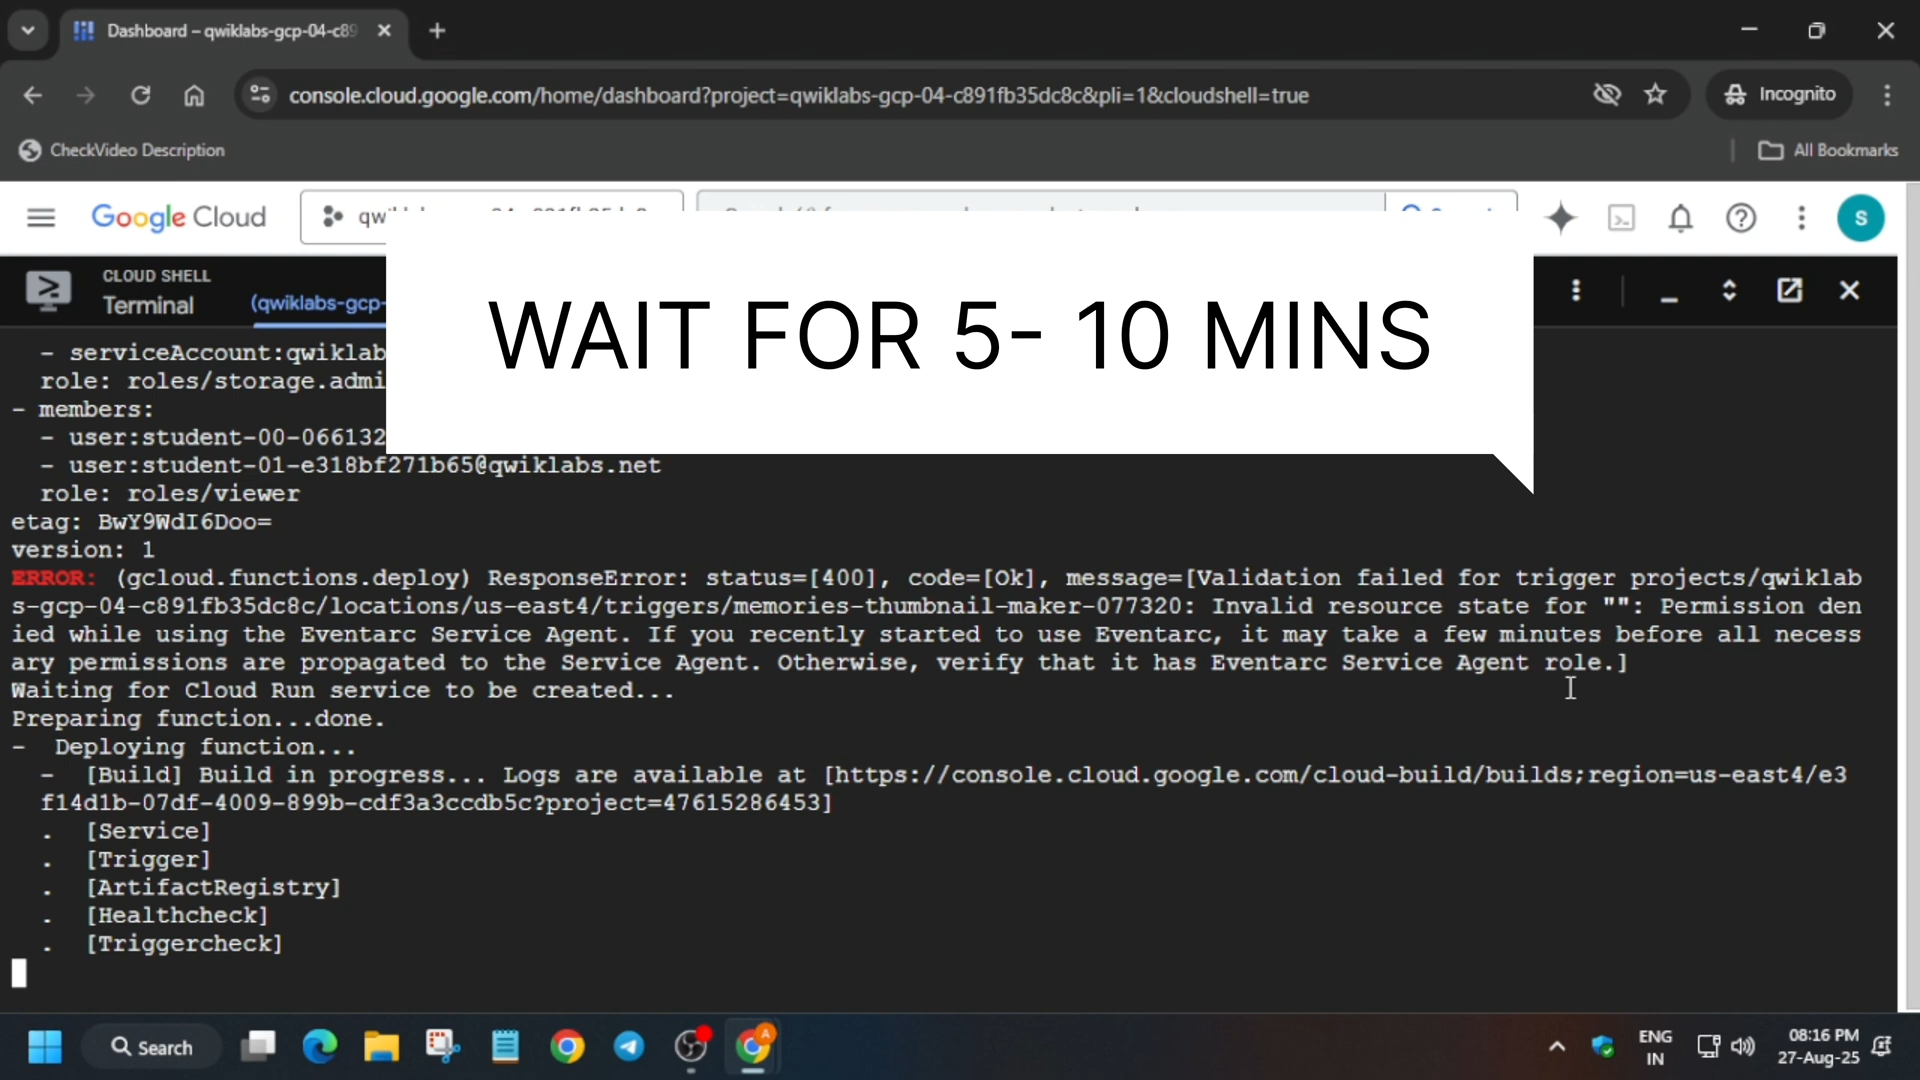 Dashboard – qwiklabs-gcp-04-c89
console.cloud.google.com/home/dashboard?project=qwiklabs-gcp-04-c891fb35dc8c&pli=1&cloudshell=true
Incognito
CheckVideo Description
All Bookmarks
Google Cloud
S
CLOUD SHELL
Terminal
(qwiklabs-gcp-
WAIT FOR 5- 10 MINS
- serviceAccount:qwiklab
role: roles/storage.admi
- members:
- user:student-00-066132
- user:student-01-e318bf271b65@qwiklabs.net
role: roles/viewer
etag: BwY9WdI6Doo=
version: 1
ERROR: (gcloud.functions.deploy) ResponseError: status=[400], code=[Ok], message=[Validation failed for trigger projects/qwiklab
s-gcp-04-c891fb35dc8c/locations/us-east4/triggers/memories-thumbnail-maker-077320: Invalid resource state for "": Permission den
ied while using the Eventarc Service Agent. If you recently started to use Eventarc, it may take a few minutes before all necess
ary permissions are propagated to the Service Agent. Otherwise, verify that it has Eventarc Service Agent role.]
Waiting for Cloud Run service to be created...
Preparing function...done.
- Deploying function...
- [Build] Build in progress... Logs are available at [https://console.cloud.google.com/cloud-build/builds;region=us-east4/e3
f14d1b-07df-4009-899b-cdf3a3ccdb5c?project=47615286453]
. [Service]
. [Trigger]
. [ArtifactRegistry]
. [Healthcheck]
. [Triggercheck]
Search
A
ENG
IN
08:16 PM
27-Aug-25